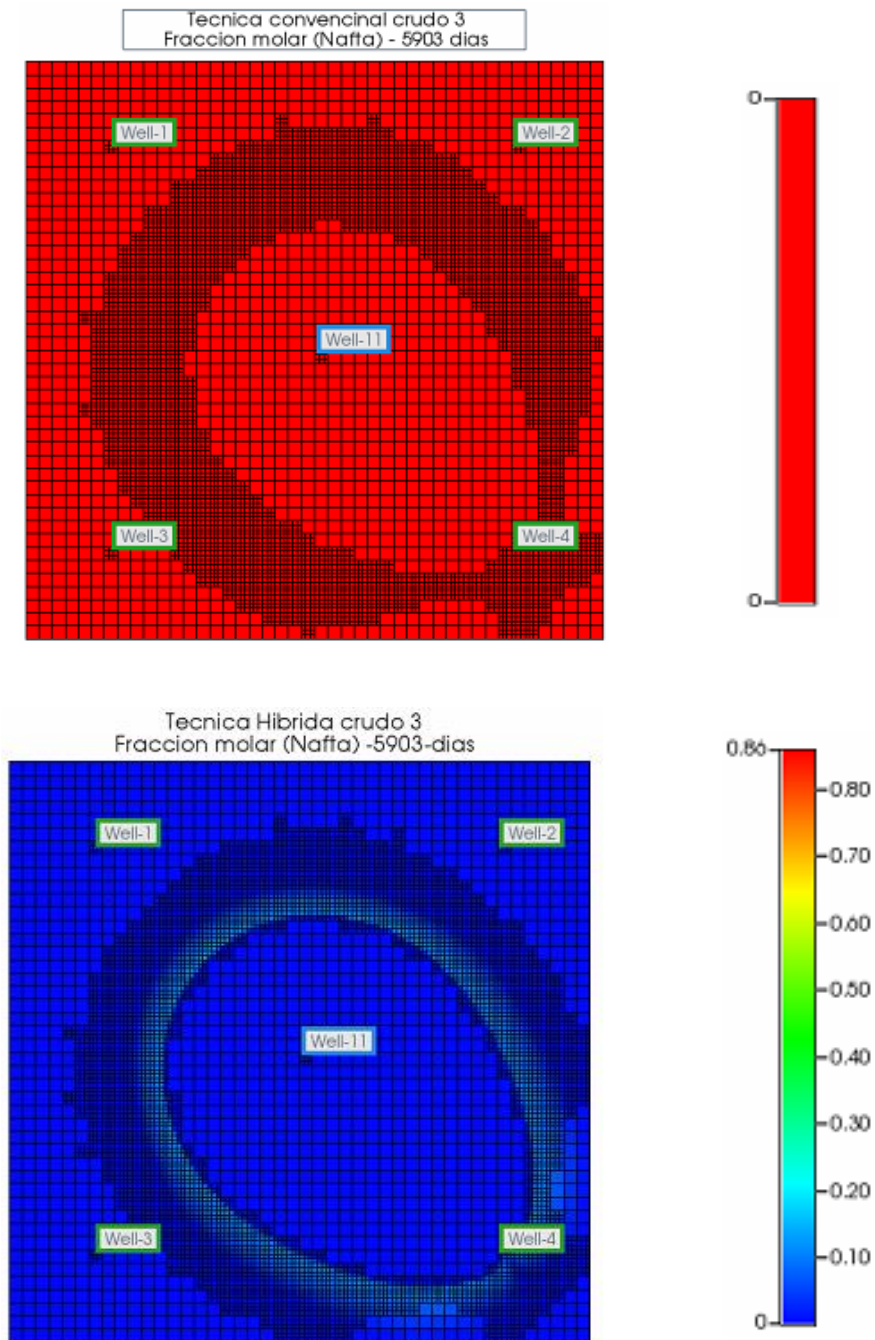 Tecnica convencinal crudo 3
Fraccion molar (Nafta) - 5903 dias
0
Well-1
Well-2
Well-11
Well-3
Well-4
0
Tecnica Hibrida crudo 3
Fraccion molar (Nafta) -5903-dias
0.86
0.80
Well-1
Well-2
0.70
0.60
0.50
Well-11
0.40
0.30
0.20
Well-3
Well-4
0.10
0